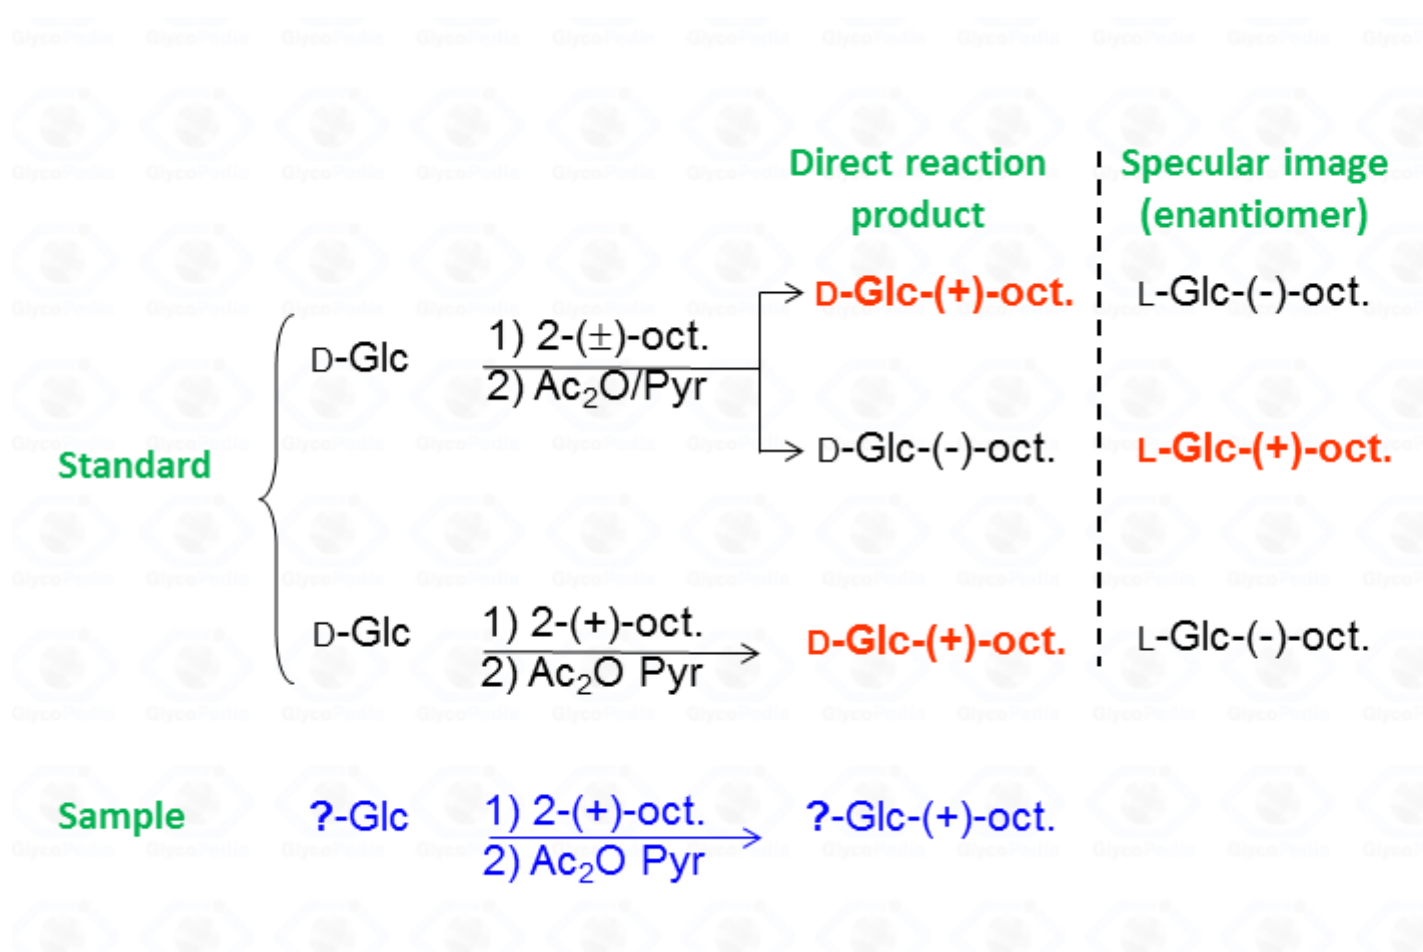 Direct reaction
product
Specular image
(enantiomer)
Standard
D-Glc
1) 2-(±)-oct.
2) Ac₂O/Pyr
D-Glc-(+)-oct.
L-Glc-(-)-oct.
D-Glc-(-)-oct.
L-Glc-(+)-oct.
D-Glc
1) 2-(+)-oct.
2) Ac₂O Pyr
D-Glc-(+)-oct.
L-Glc-(-)-oct.
Sample
?-Glc
1) 2-(+)-oct.
2) Ac₂O Pyr
?-Glc-(+)-oct.
GlycoPedia